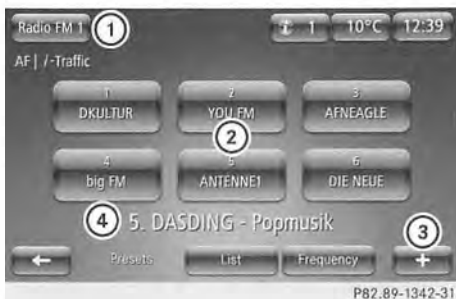 Radio FM 1 1 i 1 10°C 12:39
AF | i-Traffic
1 2 3
DKULTUR YOU FM AFNEAGLE
2
4 5 6
big FM ANTENNE1 DIE NEUE
4 5. DASDING - Popmusik 3
Presets List Frequency +
P82.89-1342-31